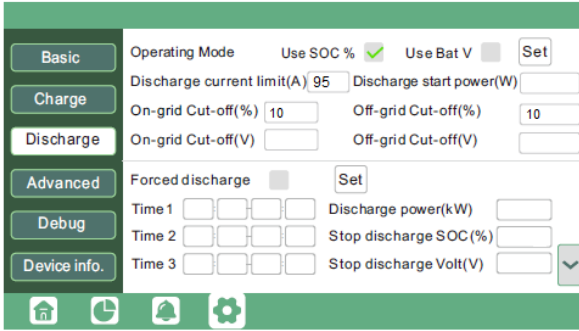 Basic
Charge
Discharge
Advanced
Debug
Device info.
Operating Mode Use SOC % Use Bat V Set
Discharge current limit(A) 95 Discharge start power(W)
On-grid Cut-off(%) 10 Off-grid Cut-off(%) 10
On-grid Cut-off(V) Off-grid Cut-off(V)
Forced discharge Set
Time 1 Discharge power(kW)
Time 2 Stop discharge SOC(%)
Time 3 Stop discharge Volt(V)